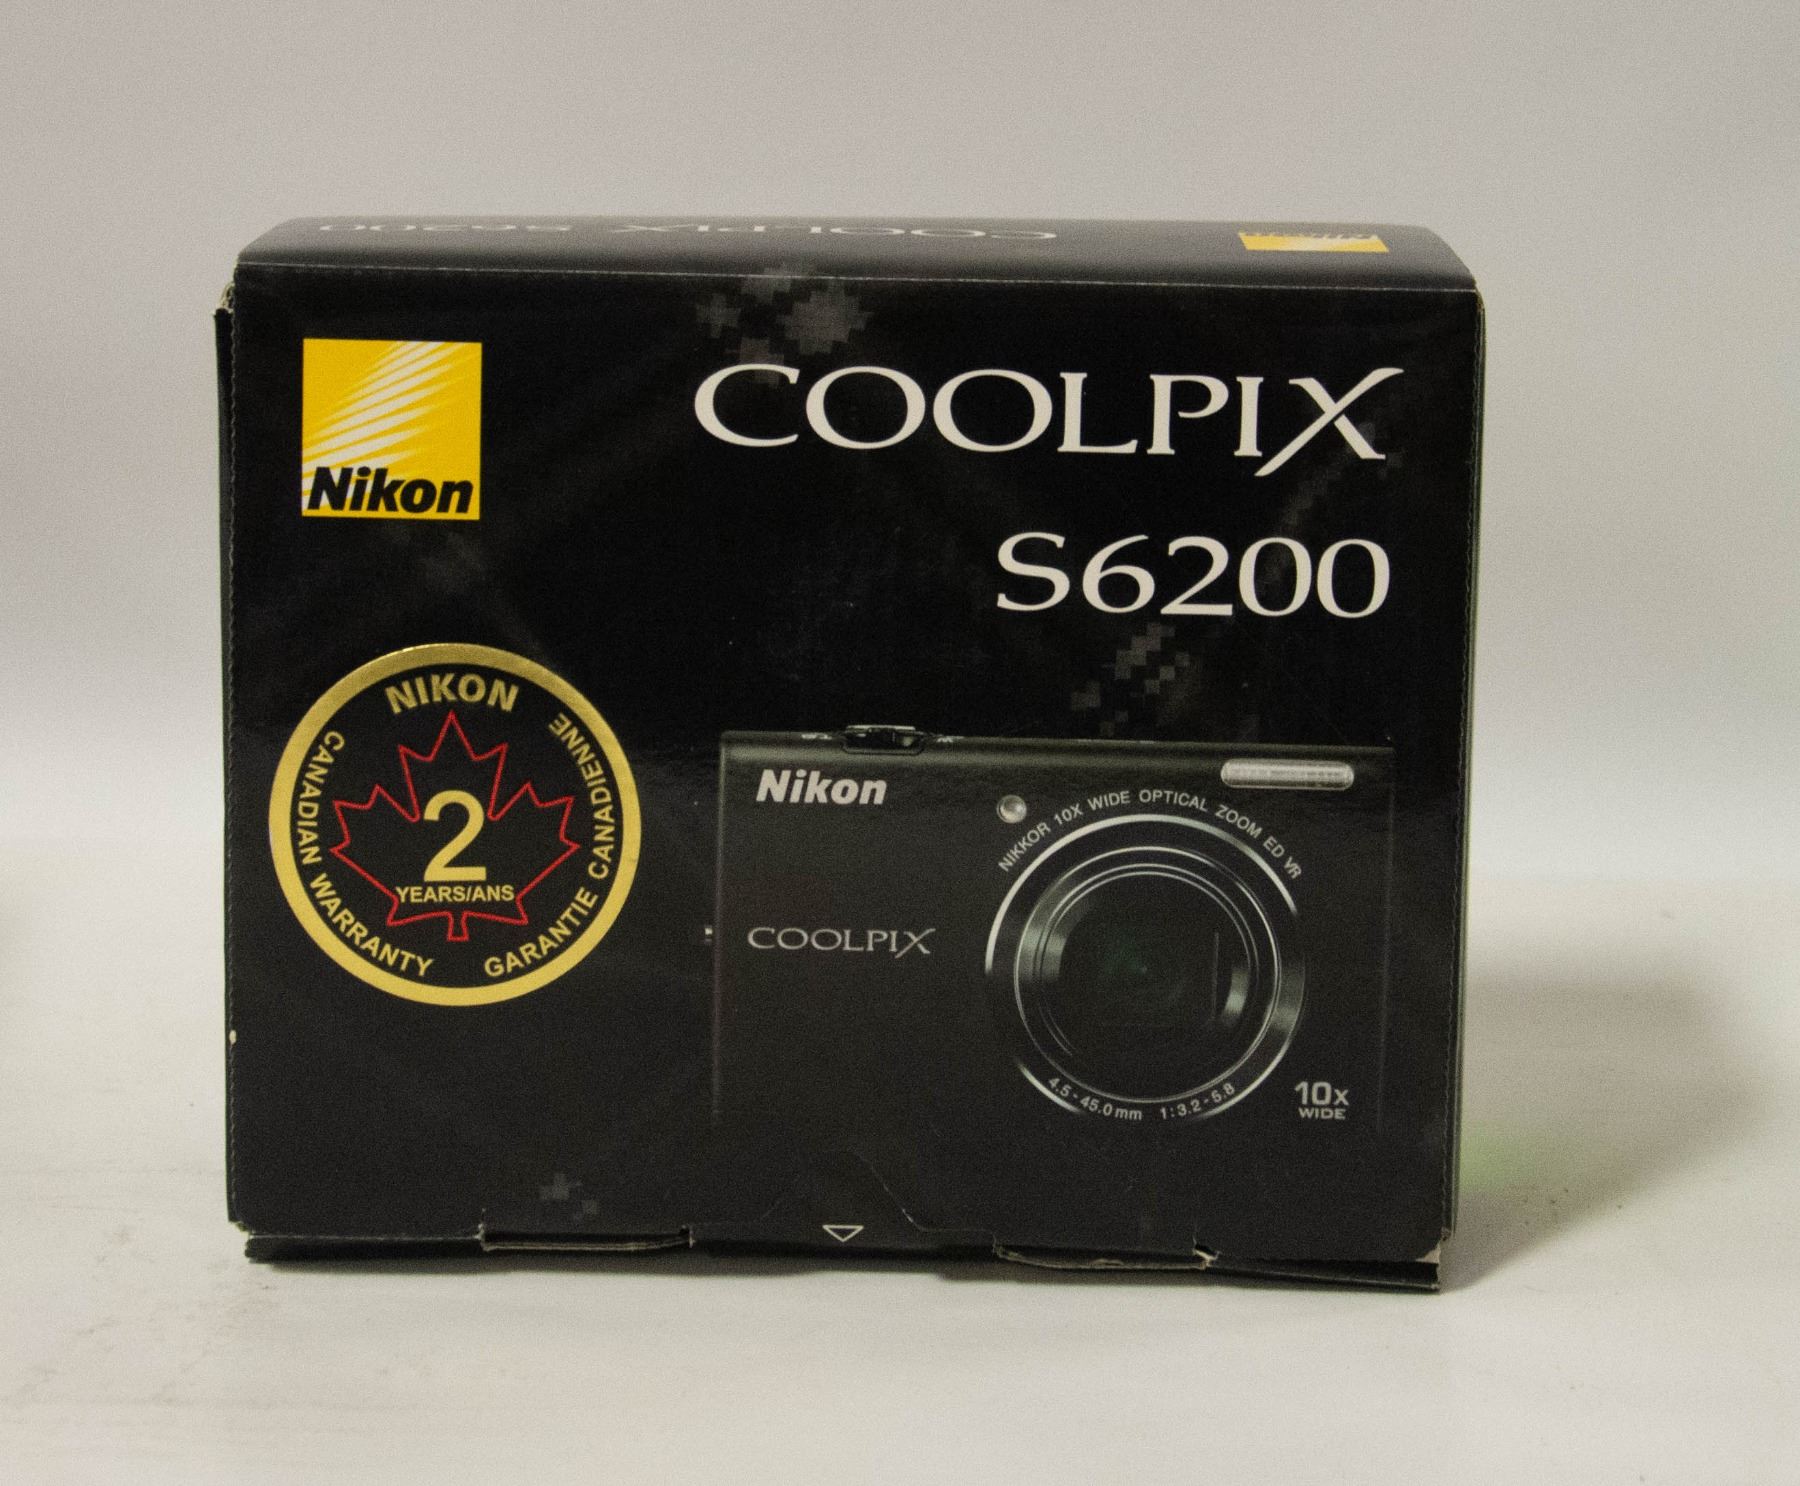 COOLPIX S6200
Nikon
Nikon
COOLPIX
S6200
NIKON
CANADIAN WARRANTY
GARANTIE CANADIENNE
2
YEARS/ANS
Nikon
NIKKOR 10X WIDE OPTICAL ZOOM ED VR
COOLPIX
4.5-45.0mm 1:3.2-5.8
10x
WIDE